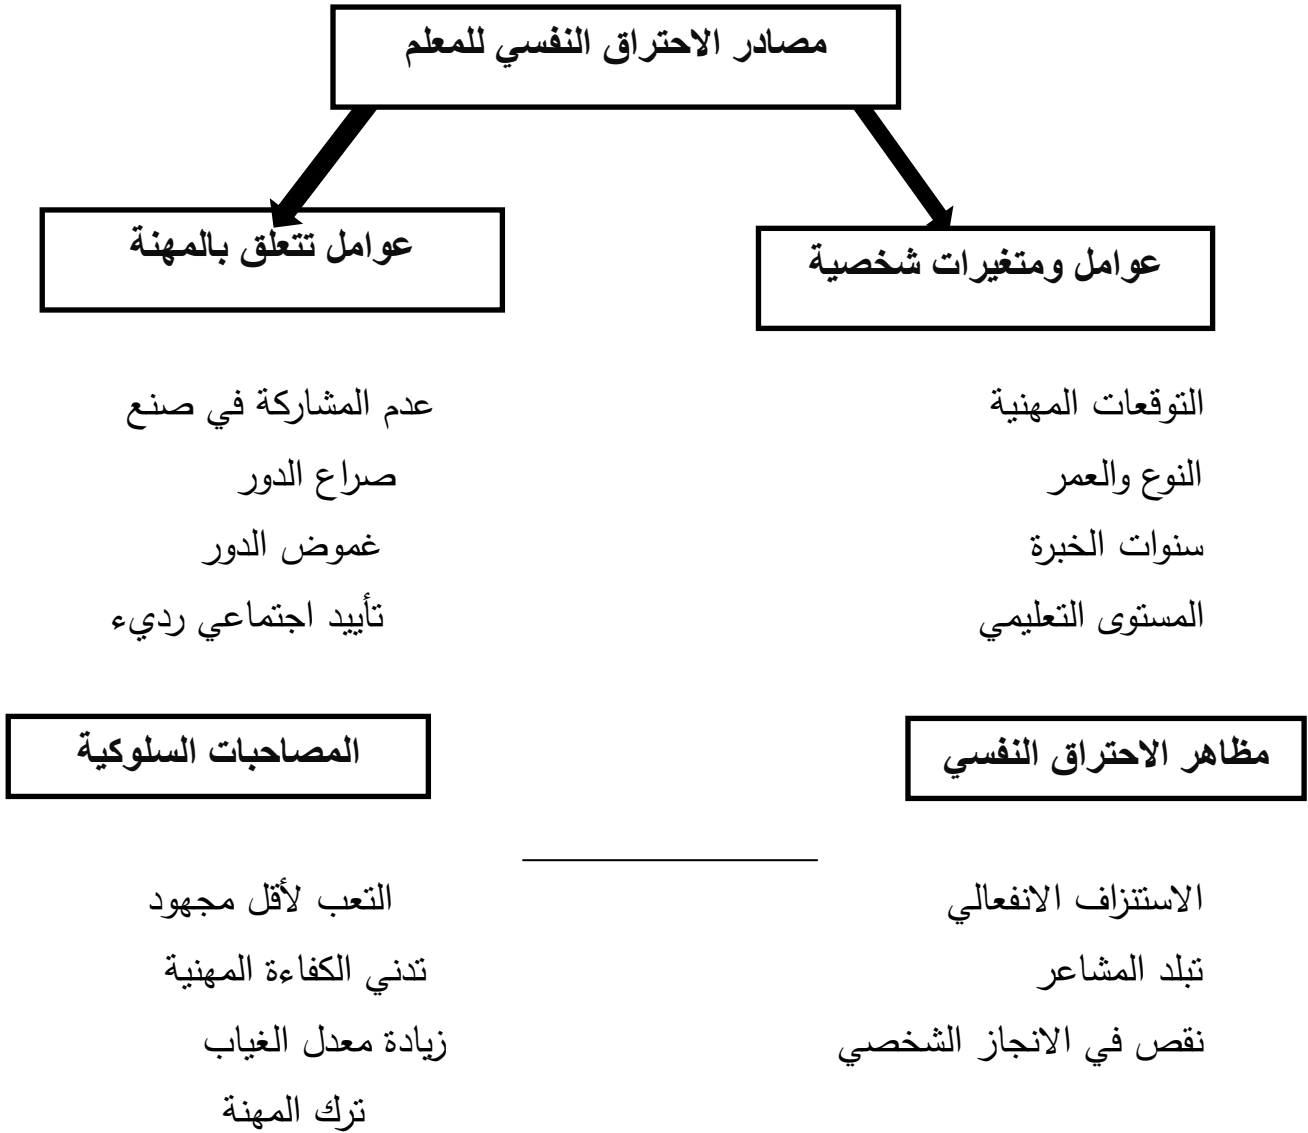 مصادر الاحتراق النفسي للمعلم
عوامل ومتغيرات شخصية
عوامل تتعلق بالمهنة
التوقعات المهنية
عدم المشاركة في صنع
النوع والعمر
صراع الدور
سنوات الخبرة
غموض الدور
المستوى التعليمي
تأييد اجتماعي رديء
مظاهر الاحتراق النفسي
المصاحبات السلوكية
الاستنزاف الانفعالي
التعب لأقل مجهود
تبلد المشاعر
تدني الكفاءة المهنية
نقص في الانجاز الشخصي
زيادة معدل الغياب
ترك المهنة